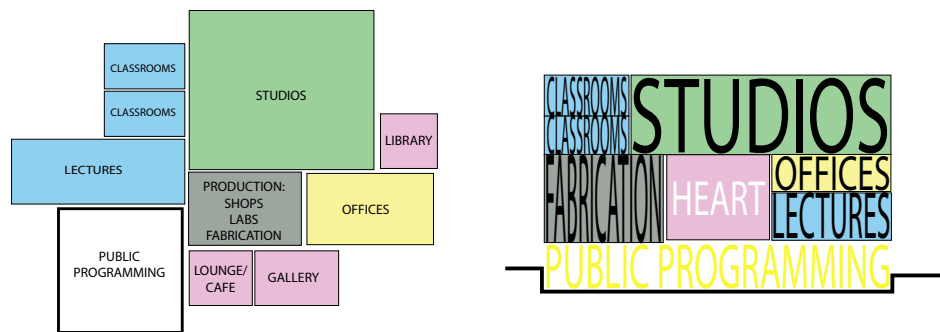 CLASSROOMS
CLASSROOMS
LECTURES
PUBLIC
PROGRAMMING
STUDIOS
LIBRARY
PRODUCTION:
SHOPS
LABS
FABRICATION
OFFICES
LOUNGE/
CAFE
GALLERY
CLASSROOMS
CLASSROOMS
STUDIOS
FABRICATION
HEART
OFFICES
LECTURES
PUBLIC PROGRAMMING